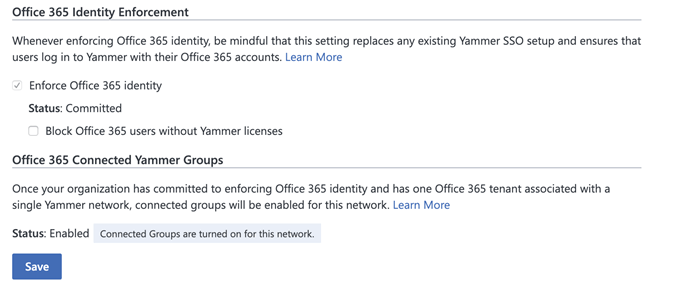 Office 365 Identity Enforcement
Whenever enforcing Office 365 identity, be mindful that this setting replaces any existing Yammer SSO setup and ensures that
users log in to Yammer with their Office 365 accounts. Learn More
Enforce Office 365 identity
Status: Committed
Block Office 365 users without Yammer licenses
Office 365 Connected Yammer Groups
Once your organization has committed to enforcing Office 365 identity and has one Office 365 tenant associated with a
single Yammer network, connected groups will be enabled for this network. Learn More
Status: Enabled Connected Groups are turned on for this network.
Save